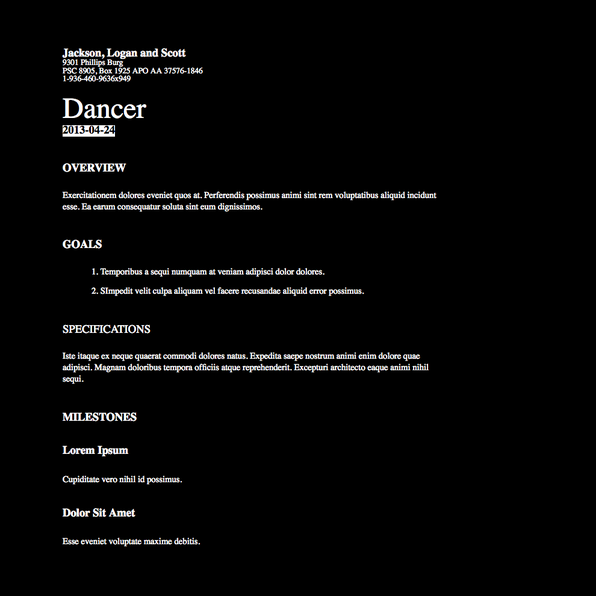 Jackson, Logan and Scott
9301 Phillips Burg
PSC 8905, Box 1925 APO AA 37576-1846
1-936-460-9636x949
Dancer
2013-04-24
OVERVIEW
Exercitationem dolores eveniet quos at. Perferendis possimus animi sint rem voluptatibus aliquid incidunt
esse. Ea earum consequatur soluta sint eum dignissimos.
GOALS
1. Temporibus a sequi numquam at veniam adipisci dolor dolores.
2. SImpedit velit culpa aliquam vel facere recusandae aliquid error possimus.
SPECIFICATIONS
Iste itaque ex neque quaerat commodi dolores natus. Expedita saepe nostrum animi enim dolore quae
adipisci. Magnam doloribus tempora officiis atque reprehenderit. Excepturi architecto eaque animi nihil
sequi.
MILESTONES
Lorem Ipsum
Cupiditate vero nihil id possimus.
Dolor Sit Amet
Esse eveniet voluptate maxime debitis.